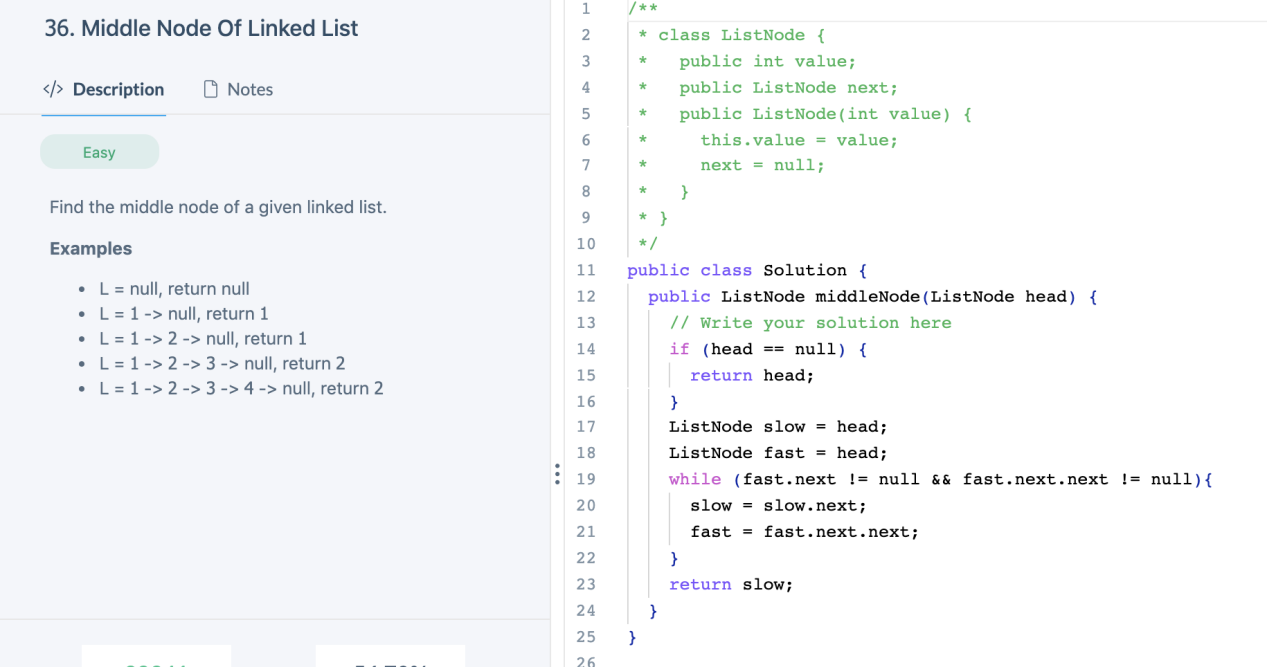 36. Middle Node Of Linked List
</> Description
Notes
Easy
Find the middle node of a given linked list.
Examples
• L = null, return null
• L = 1 -> null, return 1
• L = 1 -> 2 -> null, return 1
• L = 1 -> 2 -> 3 -> null, return 2
• L = 1 -> 2 -> 3 -> 4 -> null, return 2
1 /**
2 * class ListNode {
3 *   public int value;
4 *   public ListNode next;
5 *   public ListNode(int value) {
6 *     this.value = value;
7 *     next = null;
8 *   }
9 * }
10 */
11 public class Solution {
12   public ListNode middleNode(ListNode head) {
13     // Write your solution here
14     if (head == null) {
15       return head;
16     }
17     ListNode slow = head;
18     ListNode fast = head;
19     while (fast.next != null && fast.next.next != null){
20       slow = slow.next;
21       fast = fast.next.next;
22     }
23     return slow;
24   }
25 }
26